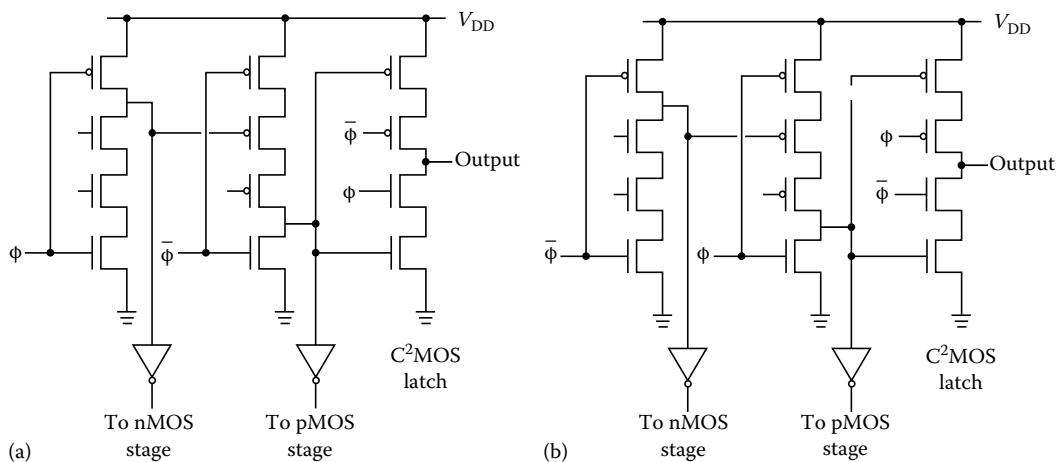 V_DD
φ̄
Output
φ
φ
φ̄
C²MOS
latch
To nMOS
stage
To pMOS
stage
(a)
V_DD
φ
Output
φ̄
φ̄
φ
C²MOS
latch
To nMOS
stage
To pMOS
stage
(b)